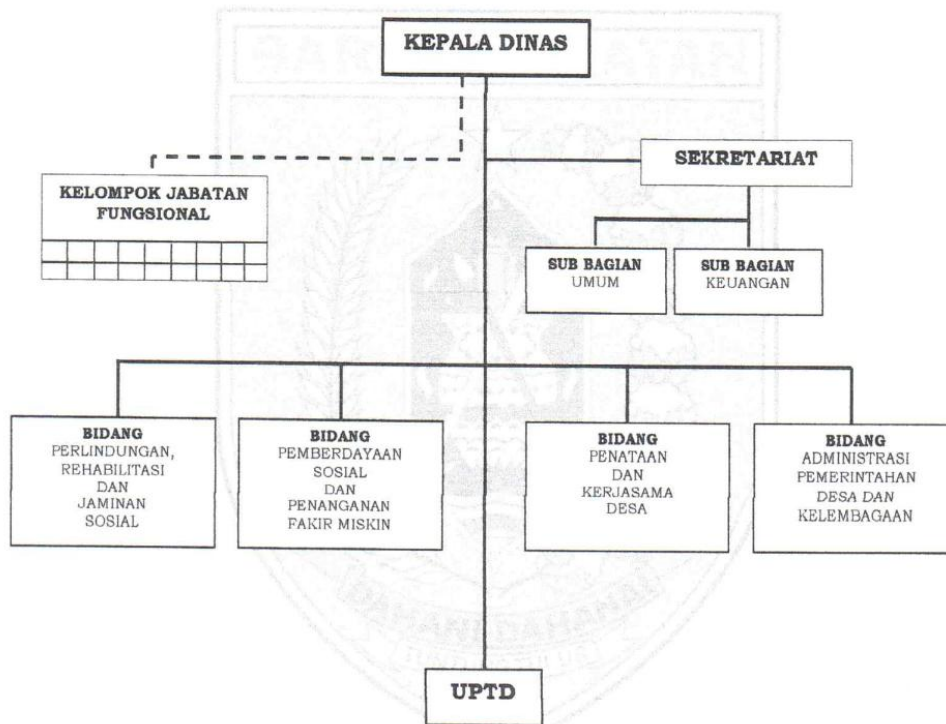 KEPALA DINAS
SEKRETARIAT
KELOMPOK JABATAN
FUNGSIONAL
SUB BAGIAN
UMUM
SUB BAGIAN
KEUANGAN
BIDANG
PERLINDUNGAN,
REHABILITASI
DAN
JAMINAN
SOSIAL
BIDANG
PEMBERDAYAAN
SOSIAL
DAN
PENANGANAN
FAKIR MISKIN
BIDANG
PENATAAN
DAN
KERJASAMA
DESA
BIDANG
ADMINISTRASI
PEMERINTAHAN
DESA DAN
KELEMBAGAAN
UPTD